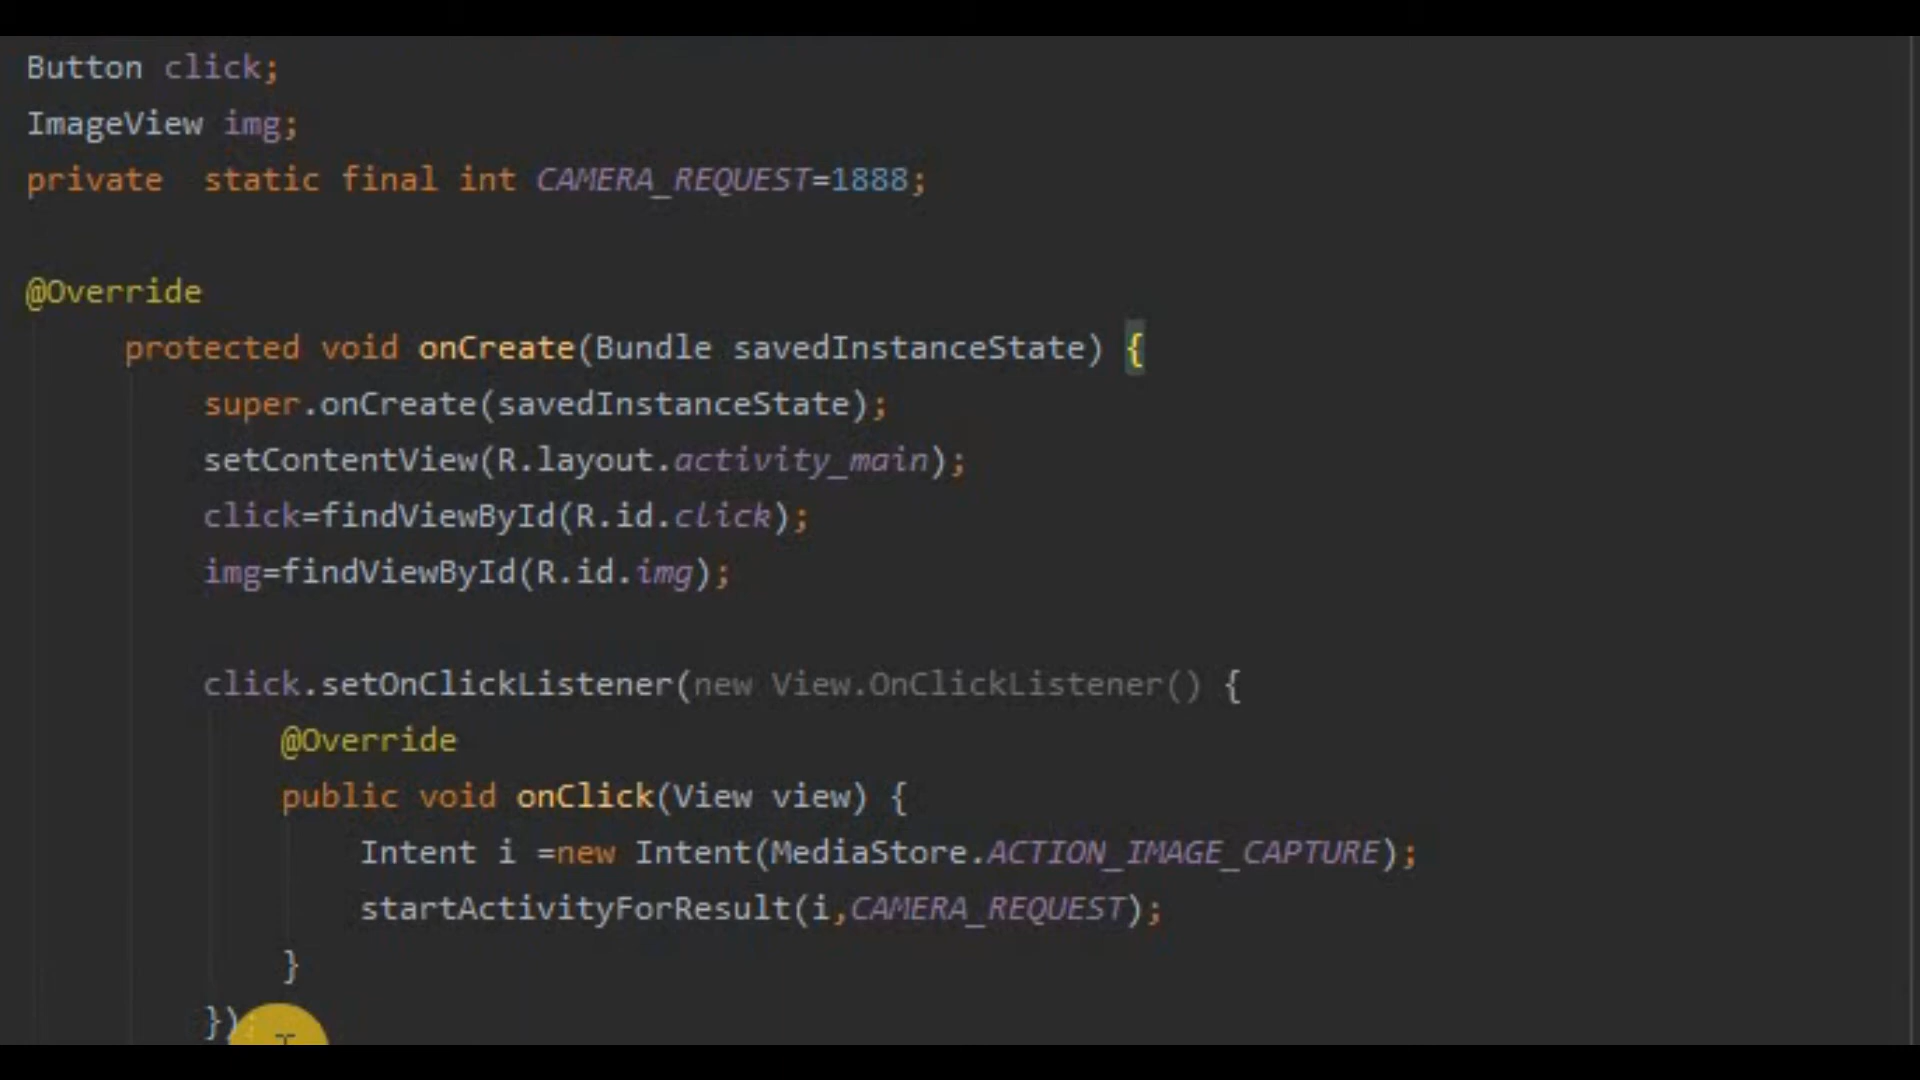 Button click;
ImageView img;
private  static final int CAMERA_REQUEST=1888;
@Override
protected void onCreate(Bundle savedInstanceState) {
super.onCreate(savedInstanceState);
setContentView(R.layout.activity_main);
click=findViewById(R.id.click);
img=findViewById(R.id.img);
click.setOnClickListener(new View.OnClickListener() {
@Override
public void onClick(View view) {
Intent i =new Intent(MediaStore.ACTION_IMAGE_CAPTURE);
startActivityForResult(i,CAMERA_REQUEST);
}
});